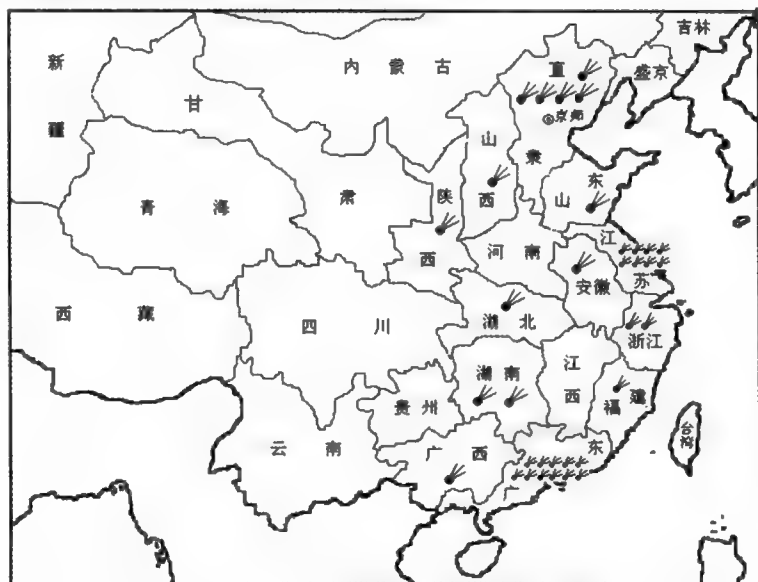 吉林
新疆
内蒙古
直隶
盛京
甘肃
京师
山西
陕西
山东
青海
江苏
河南
安徽
西藏
四川
湖北
浙江
江西
湖南
福建
贵州
台湾
云南
广西
广东